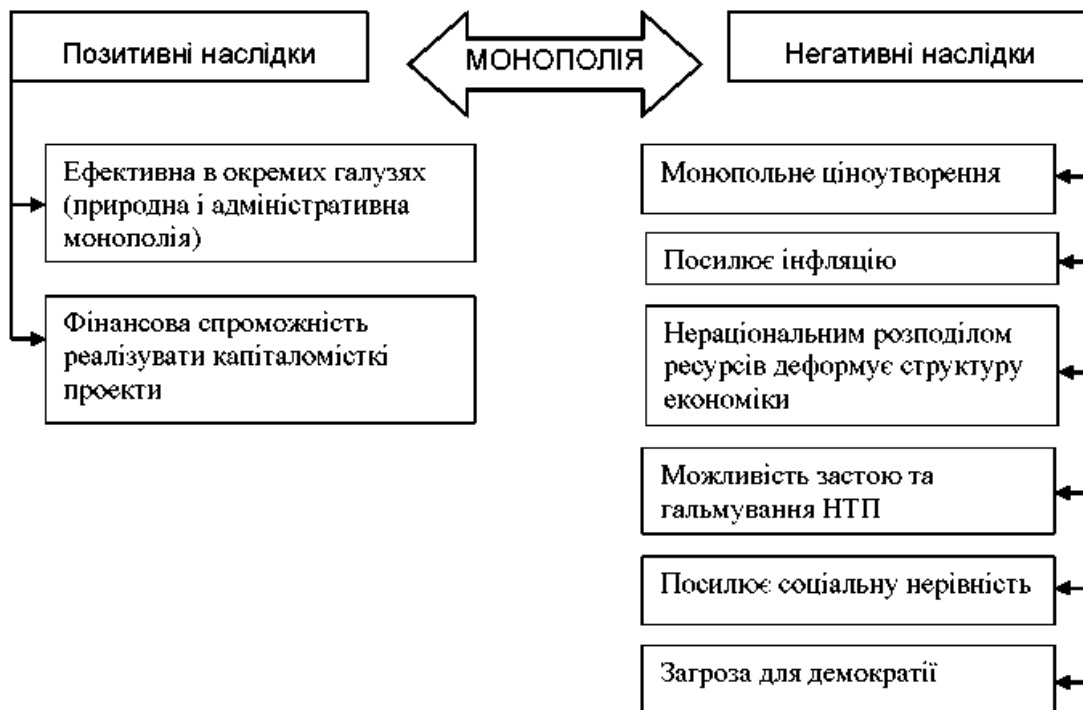 Позитивні наслідки
МОНОПОЛІЯ
Негативні наслідки
Ефективна в окремих галузях
(природна і адміністративна
монополія)
Фінансова спроможність
реалізувати капіталомісткі
проекти
Монопольне ціноутворення
Посилює інфляцію
Нераціональним розподілом
ресурсів деформує структуру
економіки
Можливість застою та
гальмування НТП
Посилює соціальну нерівність
Загроза для демократії